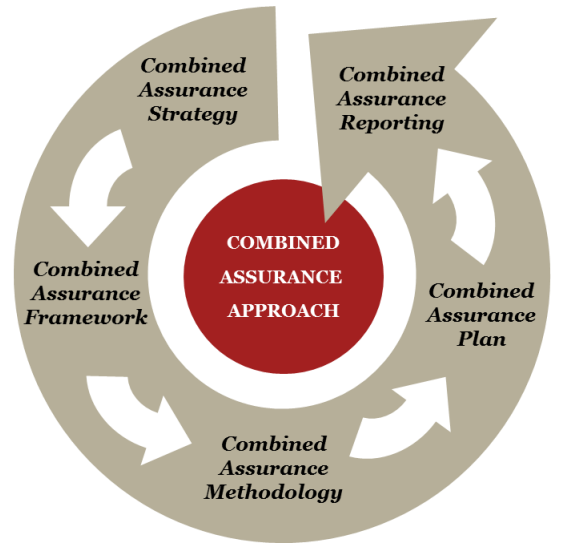 Combined
Assurance
Strategy
Combined
Assurance
Reporting
COMBINED
ASSURANCE
APPROACH
Combined
Assurance
Framework
Combined
Assurance
Plan
Combined
Assurance
Methodology